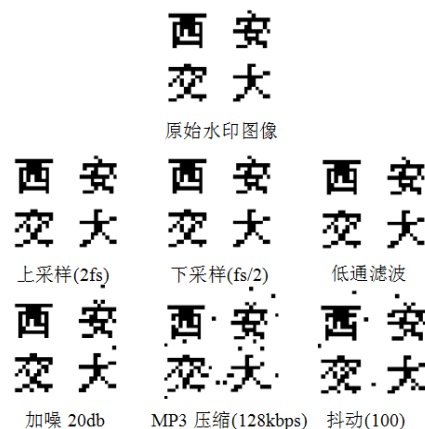 西安
交大
原始水印图像
西安 西安 西安
交大 交大 交大
上采样(2fs) 下采样(fs/2) 低通滤波
西安 西安 西安
交大 交大 交大
加噪 20db MP3 压缩(128kbps) 抖动(100)